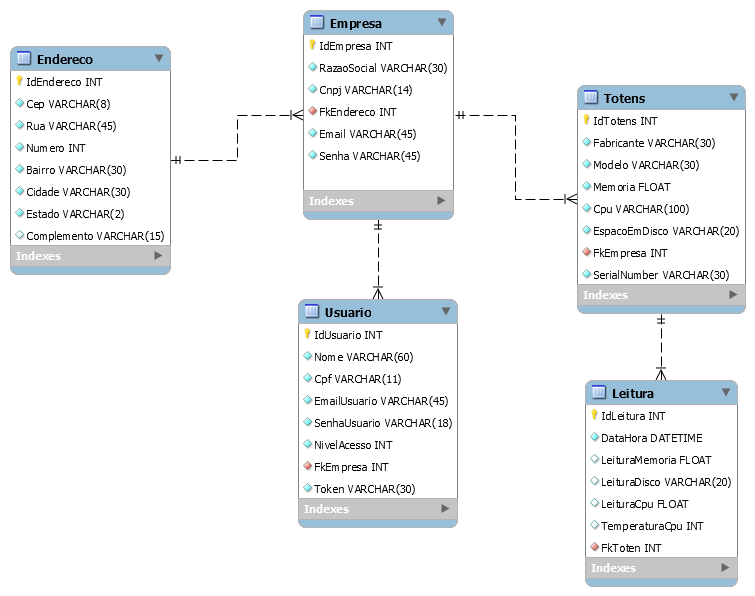 Endereco
IdEndereco INT
Cep VARCHAR(8)
Rua VARCHAR(45)
Numero INT
Bairro VARCHAR(30)
Cidade VARCHAR(30)
Estado VARCHAR(2)
Complemento VARCHAR(15)
Indexes
Empresa
IdEmpresa INT
RazaoSocial VARCHAR(30)
Cnpj VARCHAR(14)
FkEndereco INT
Email VARCHAR(45)
Senha VARCHAR(45)
Indexes
Usuario
IdUsuario INT
Nome VARCHAR(60)
Cpf VARCHAR(11)
EmailUsuario VARCHAR(45)
SenhaUsuario VARCHAR(18)
NivelAcesso INT
FkEmpresa INT
Token VARCHAR(30)
Indexes
Totens
IdTotens INT
Fabricante VARCHAR(30)
Modelo VARCHAR(30)
Memoria FLOAT
Cpu VARCHAR(100)
EspacoEmDisco VARCHAR(20)
FkEmpresa INT
SerialNumber VARCHAR(30)
Indexes
Leitura
IdLeitura INT
DataHora DATETIME
LeituraMemoria FLOAT
LeituraDisco VARCHAR(20)
LeituraCpu FLOAT
TemperaturaCpu INT
FkToten INT
Indexes